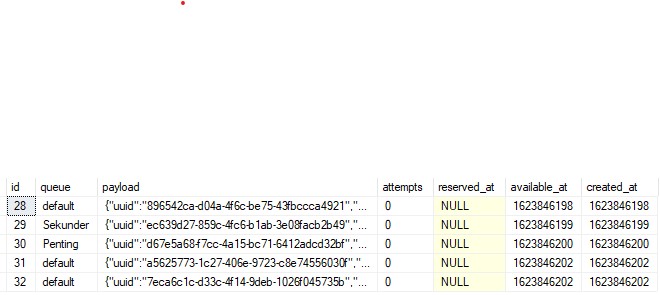 id queue payload attempts reserved_at available_at created_at
28 default {"uuid":"896542ca-d04a-4f6c-be75-43fbccca4921","... 0 NULL 1623846198 1623846198
29 Sekunder {"uuid":"ec639d27-859c-4fc6-b1ab-3e08facb2b49","... 0 NULL 1623846199 1623846199
30 Penting {"uuid":"d67e5a68-f7cc-4a15-bc71-6412adcd32bf","... 0 NULL 1623846200 1623846200
31 default {"uuid":"a5625773-1c27-406e-9723-c8e74556030f","... 0 NULL 1623846202 1623846202
32 default {"uuid":"7eca6c1c-d33c-4f14-9deb-1026f045735b","... 0 NULL 1623846202 1623846202